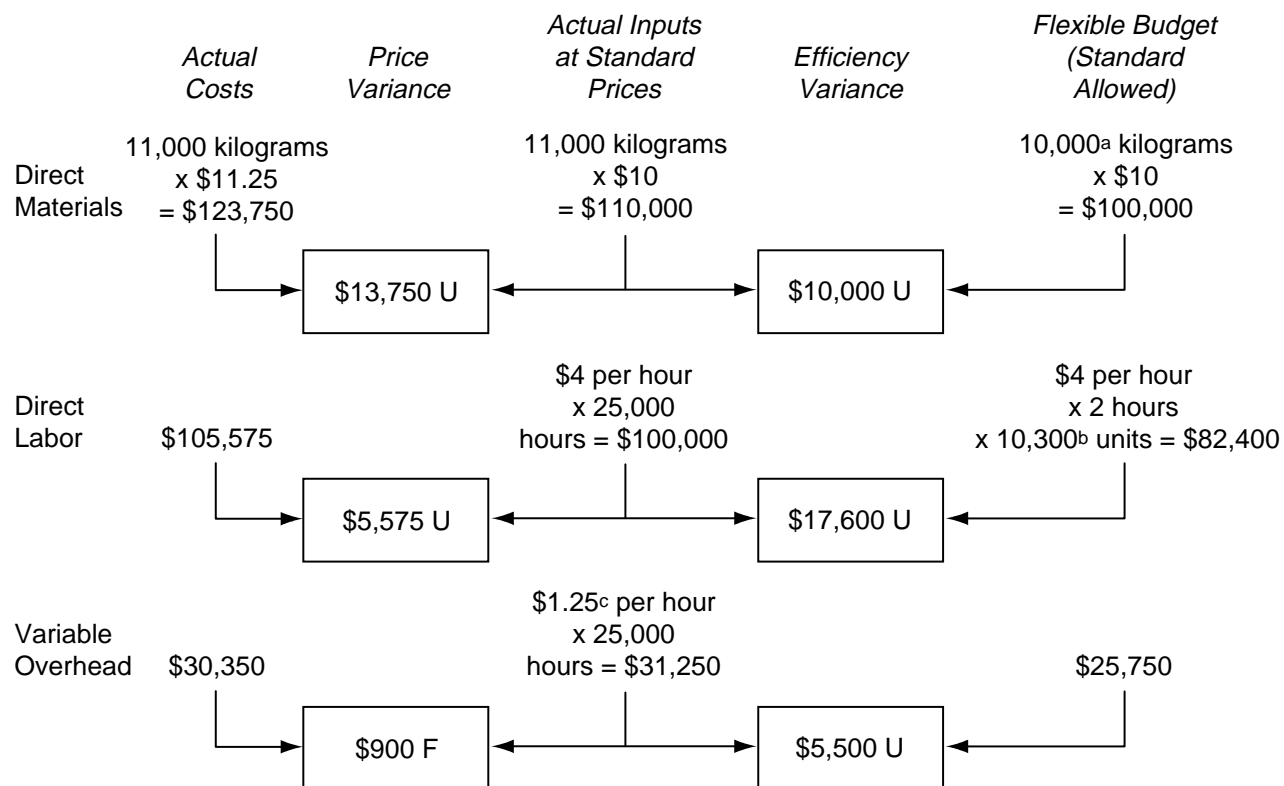 Actual
Costs
Price
Variance
Actual Inputs
at Standard
Prices
Efficiency
Variance
Flexible Budget
(Standard
Allowed)
Direct
Materials
11,000 kilograms
x $11.25
= $123,750
11,000 kilograms
x $10
= $110,000
10,000ᵃ kilograms
x $10
= $100,000
$13,750 U
$10,000 U
Direct
Labor
$105,575
$4 per hour
x 25,000
hours = $100,000
$4 per hour
x 2 hours
x 10,300ᵇ units = $82,400
$5,575 U
$17,600 U
Variable
Overhead
$30,350
$1.25ᶜ per hour
x 25,000
hours = $31,250
$25,750
$900 F
$5,500 U